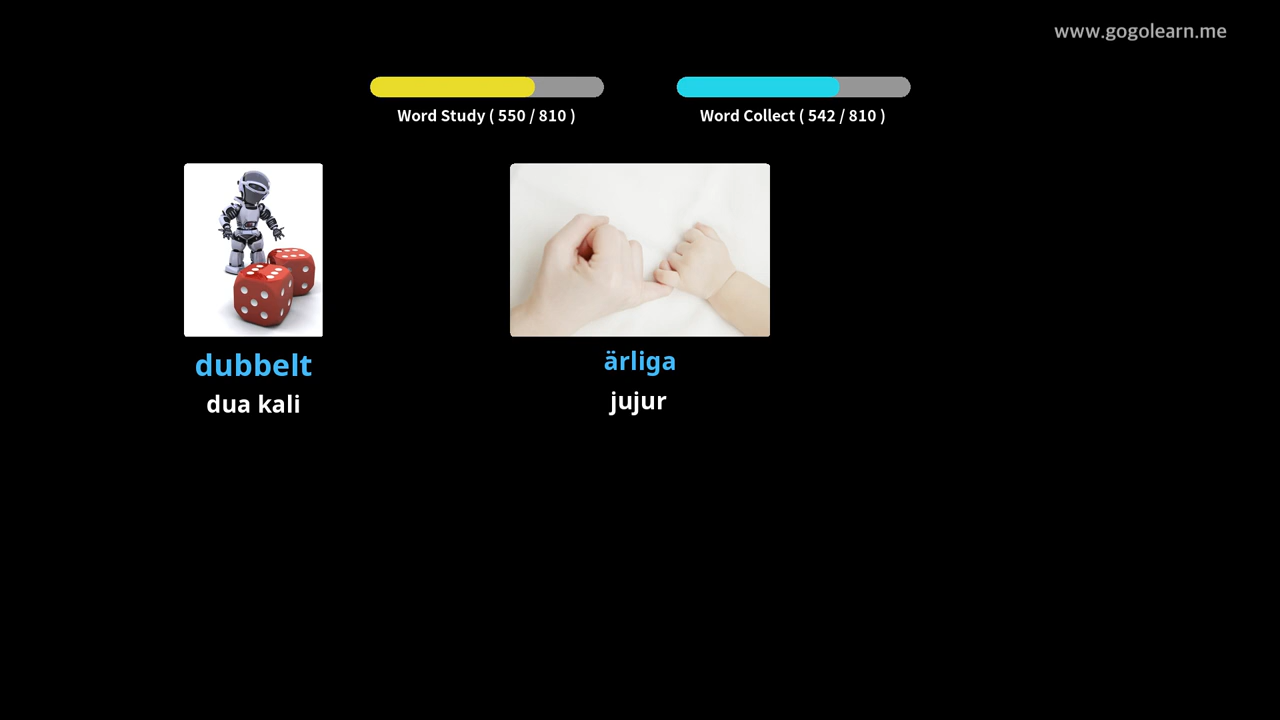 www.gogolearn.me
Word Study ( 550 / 810 )
Word Collect ( 542 / 810 )
dubbelt
dua kali
ärliga
jujur